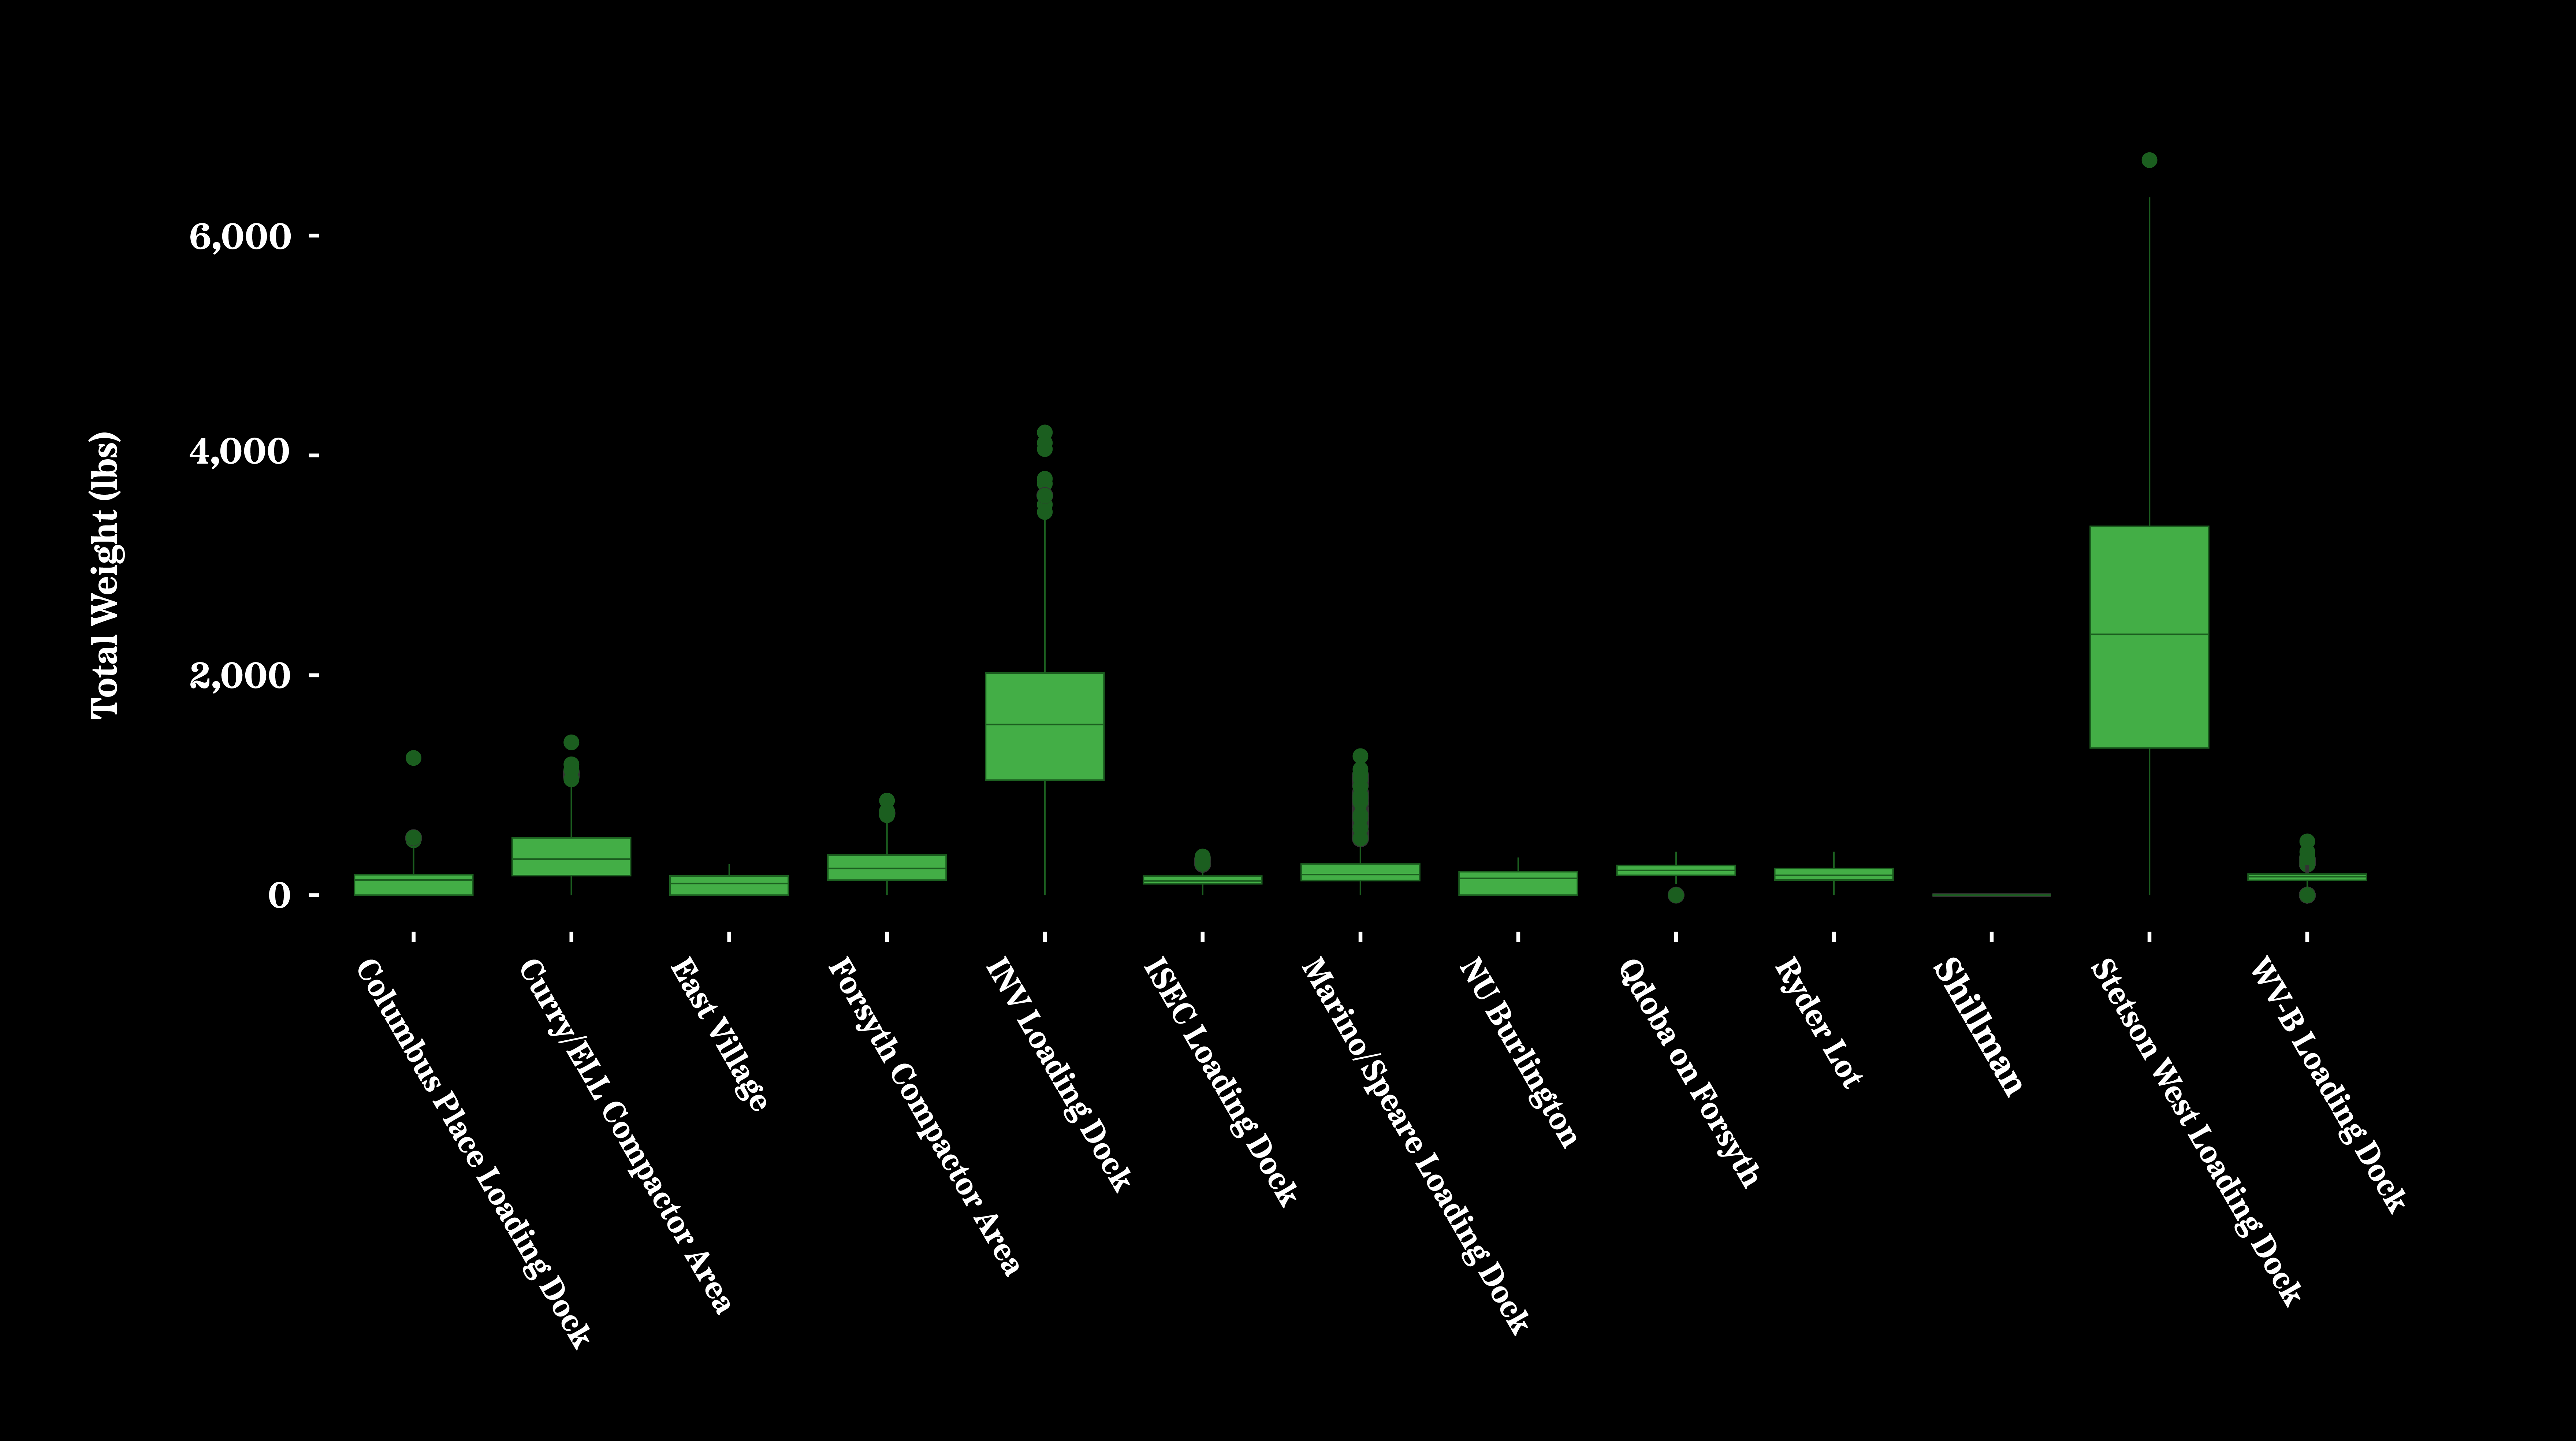 Total Weight (lbs)
6,000
4,000
2,000
0
Columbus Place Loading Dock
Curry/ELL Compactor Area
East Village
Forsyth Compactor Area
INV Loading Dock
ISEC Loading Dock
Marino/Speare Loading Dock
NU Burlington
Qdoba on Forsyth
Ryder Lot
Shillman
Stetson West Loading Dock
WV-B Loading Dock